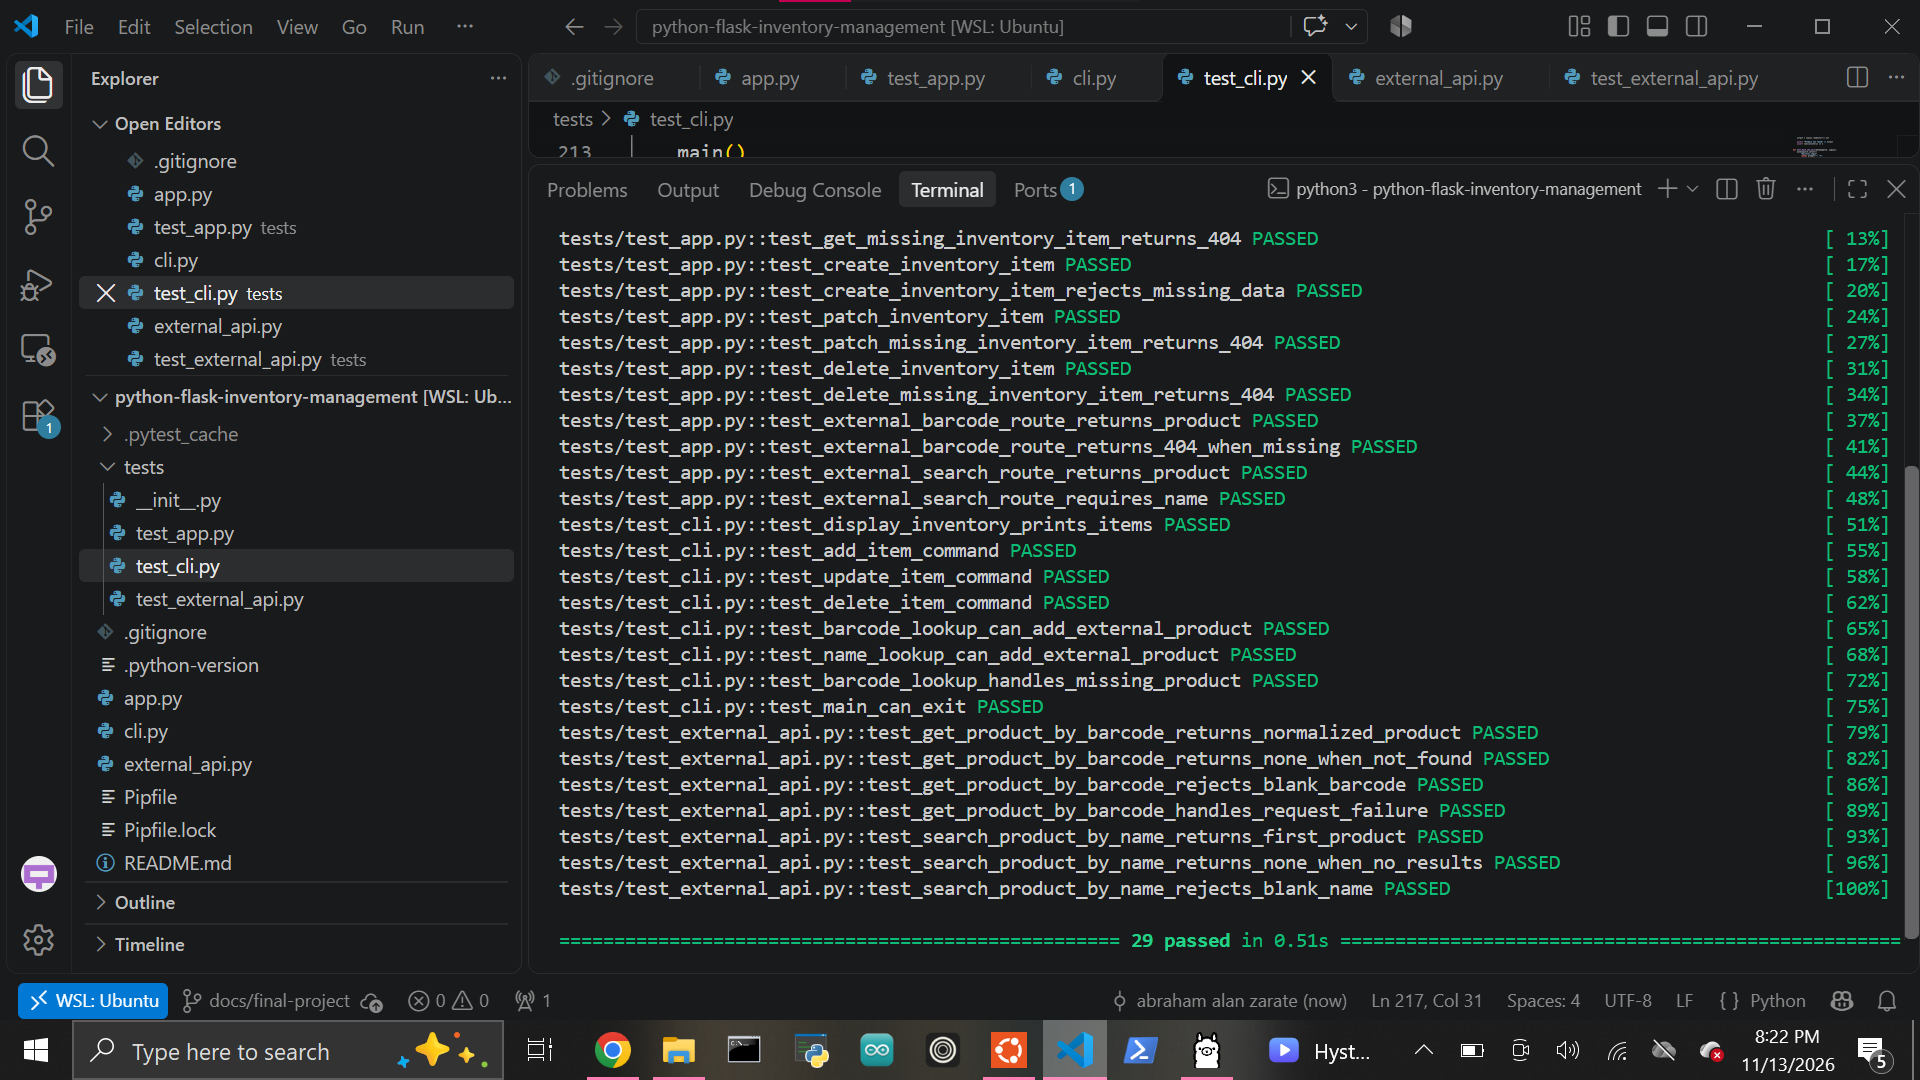 File Edit Selection View Go Run ···
python-flask-inventory-management [WSL: Ubuntu]
Explorer
Open Editors
.gitignore
app.py
test_app.py tests
cli.py
test_cli.py tests
external_api.py
test_external_api.py tests
python-flask-inventory-management [WSL: Ub...
.pytest_cache
tests
__init__.py
test_app.py
test_cli.py
test_external_api.py
.gitignore
.python-version
app.py
cli.py
external_api.py
Pipfile
Pipfile.lock
README.md
Outline
Timeline
1
.gitignore app.py test_app.py cli.py test_cli.py external_api.py test_external_api.py
tests > test_cli.py
213 main()
Problems Output Debug Console Terminal Ports 1 python3 - python-flask-inventory-management
tests/test_app.py::test_get_missing_inventory_item_returns_404 PASSED [ 13%]
tests/test_app.py::test_create_inventory_item PASSED [ 17%]
tests/test_app.py::test_create_inventory_item_rejects_missing_data PASSED [ 20%]
tests/test_app.py::test_patch_inventory_item PASSED [ 24%]
tests/test_app.py::test_patch_missing_inventory_item_returns_404 PASSED [ 27%]
tests/test_app.py::test_delete_inventory_item PASSED [ 31%]
tests/test_app.py::test_delete_missing_inventory_item_returns_404 PASSED [ 34%]
tests/test_app.py::test_external_barcode_route_returns_product PASSED [ 37%]
tests/test_app.py::test_external_barcode_route_returns_404_when_missing PASSED [ 41%]
tests/test_app.py::test_external_search_route_returns_product PASSED [ 44%]
tests/test_app.py::test_external_search_route_requires_name PASSED [ 48%]
tests/test_cli.py::test_display_inventory_prints_items PASSED [ 51%]
tests/test_cli.py::test_add_item_command PASSED [ 55%]
tests/test_cli.py::test_update_item_command PASSED [ 58%]
tests/test_cli.py::test_delete_item_command PASSED [ 62%]
tests/test_cli.py::test_barcode_lookup_can_add_external_product PASSED [ 65%]
tests/test_cli.py::test_name_lookup_can_add_external_product PASSED [ 68%]
tests/test_cli.py::test_barcode_lookup_handles_missing_product PASSED [ 72%]
tests/test_cli.py::test_main_can_exit PASSED [ 75%]
tests/test_external_api.py::test_get_product_by_barcode_returns_normalized_product PASSED [ 79%]
tests/test_external_api.py::test_get_product_by_barcode_returns_none_when_not_found PASSED [ 82%]
tests/test_external_api.py::test_get_product_by_barcode_rejects_blank_barcode PASSED [ 86%]
tests/test_external_api.py::test_get_product_by_barcode_handles_request_failure PASSED [ 89%]
tests/test_external_api.py::test_search_product_by_name_returns_first_product PASSED [ 93%]
tests/test_external_api.py::test_search_product_by_name_returns_none_when_no_results PASSED [ 96%]
tests/test_external_api.py::test_search_product_by_name_rejects_blank_name PASSED [100%]
=================================================== 29 passed in 0.51s ===================================================
WSL: Ubuntu docs/final-project 0 0 1 abraham alan zarate (now) Ln 217, Col 31 Spaces: 4 UTF-8 LF { } Python
Type here to search
Hyst...
8:22 PM
11/13/2026
5